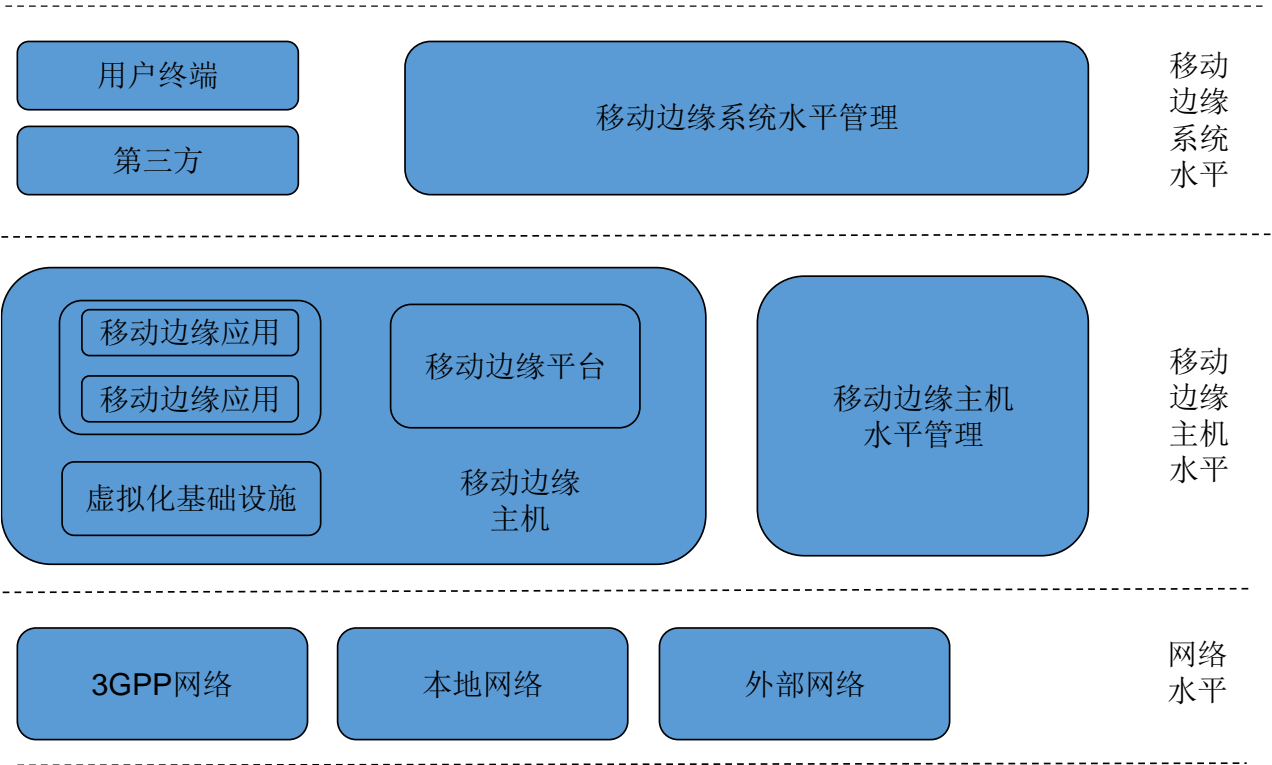 用户终端
第三方
移动边缘系统水平管理
移动
边缘
系统
水平
移动边缘应用
移动边缘应用
虚拟化基础设施
移动边缘平台
移动边缘
主机
移动边缘主机
水平管理
移动
边缘
主机
水平
3GPP网络
本地网络
外部网络
网络
水平